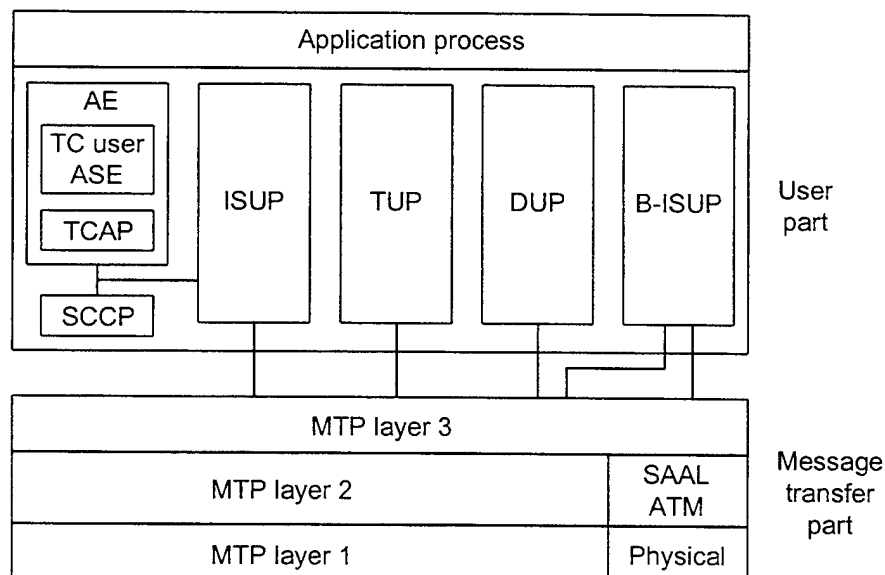 Application process
AE
TC user
ASE
TCAP
SCCP
ISUP
TUP
DUP
B-ISUP
User
part
MTP layer 3
MTP layer 2
SAAL
ATM
MTP layer 1
Physical
Message
transfer
part